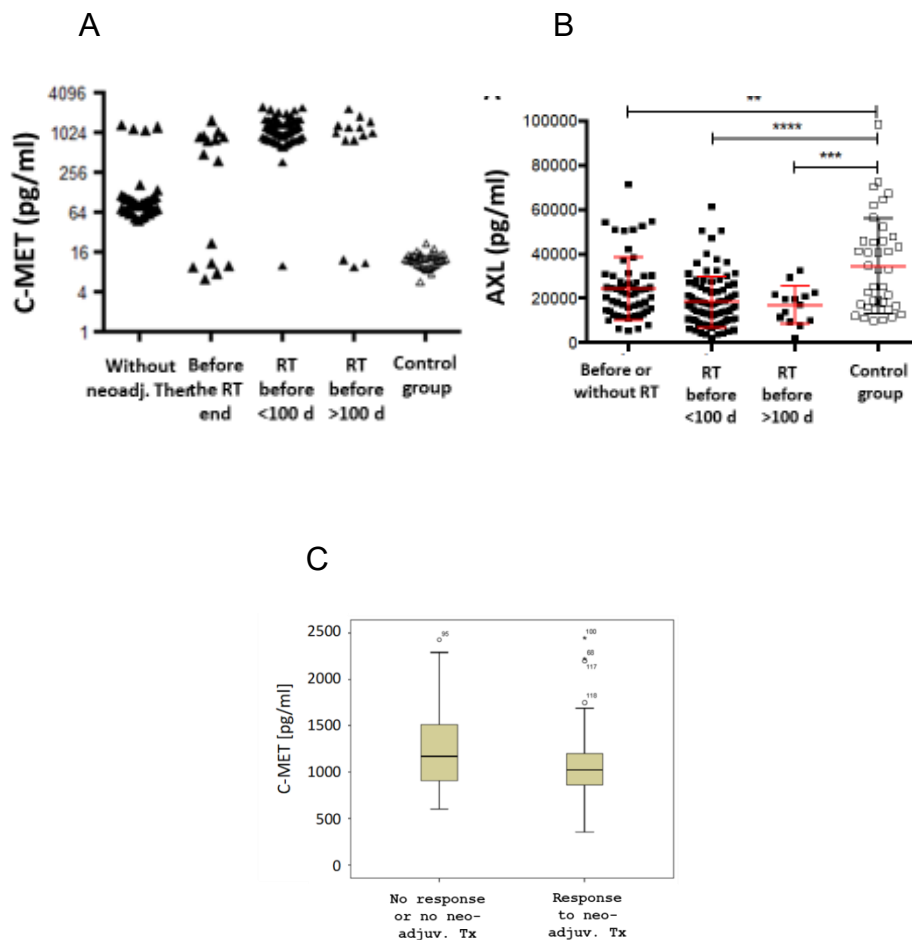 A
B
C-MET (pg/ml)
4096
1024
256
64
16
4
1
Without
neoadj. Ther
Before
the RT
end
RT
before
<100 d
RT
before
>100 d
Control
group
AXL (pg/ml)
**
****
***
100000
80000
60000
40000
20000
0
Before or
without RT
RT
before
<100 d
RT
before
>100 d
Control
group
C
C-MET [pg/ml]
2500
2000
1500
1000
500
0
95
100
68
117
118
No response
or no neo-
adjuv. Tx
Response
to neo-
adjuv. Tx